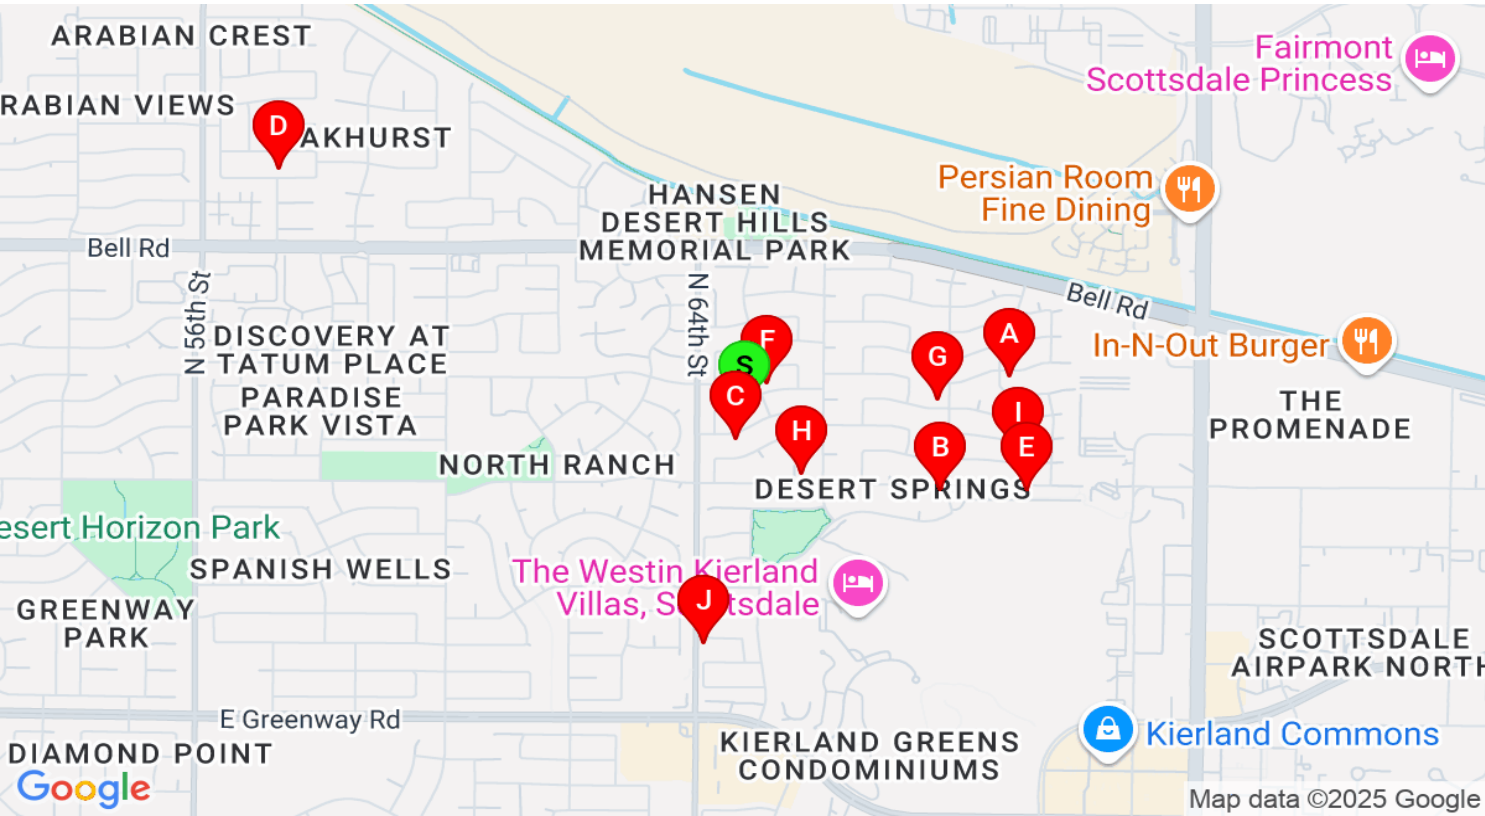 ARABIAN CREST
Fairmont
Scottsdale Princess
RABIAN VIEWS
D
AKHURST
Persian Room
Fine Dining
HANSEN
DESERT HILLS
MEMORIAL PARK
Bell Rd
N 56th St
N 64th St
Bell Rd
DISCOVERY AT
TATUM PLACE
F
S
G
A
In-N-Out Burger
PARADISE
PARK VISTA
C
H
B
I
E
THE
PROMENADE
NORTH RANCH
DESERT SPRINGS
esert Horizon Park
SPANISH WELLS
The Westin Kierland
Villas, Scottsdale
J
GREENWAY
PARK
SCOTTSDALE
AIRPARK NORTH
E Greenway Rd
Kierland Commons
DIAMOND POINT
KIERLAND GREENS
CONDOMINIUMS
Google
Map data ©2025 Google